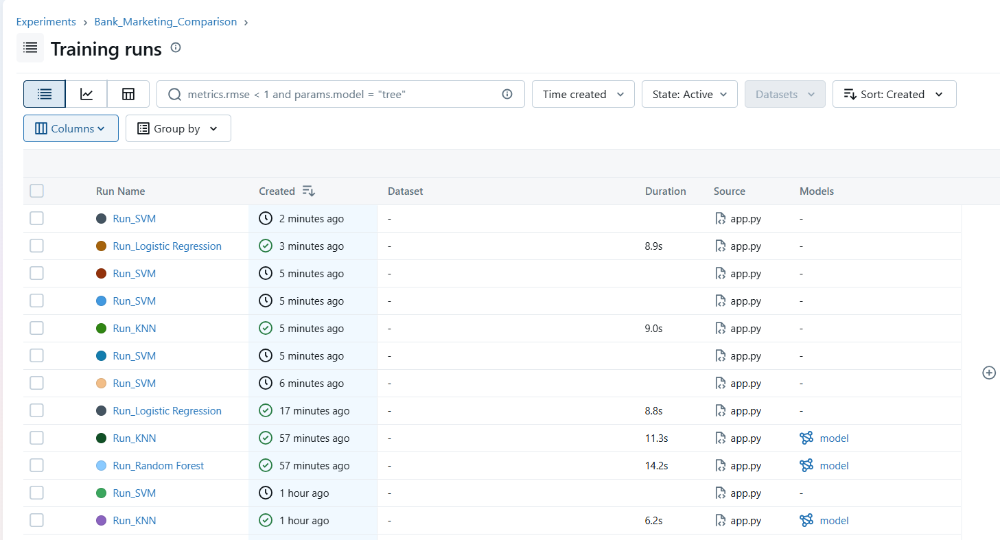 Experiments > Bank_Marketing_Comparison >
Training runs
metrics.rmse < 1 and params.model = "tree"
Time created
State: Active
Datasets
Sort: Created
Columns
Group by
Run Name Created Dataset Duration Source Models
Run_SVM 2 minutes ago - app.py -
Run_Logistic Regression 3 minutes ago - 8.9s app.py -
Run_SVM 5 minutes ago - app.py -
Run_SVM 5 minutes ago - app.py -
Run_KNN 5 minutes ago - 9.0s app.py -
Run_SVM 5 minutes ago - app.py -
Run_SVM 6 minutes ago - app.py -
Run_Logistic Regression 17 minutes ago - 8.8s app.py -
Run_KNN 57 minutes ago - 11.3s app.py model
Run_Random Forest 57 minutes ago - 14.2s app.py model
Run_SVM 1 hour ago - app.py -
Run_KNN 1 hour ago - 6.2s app.py model